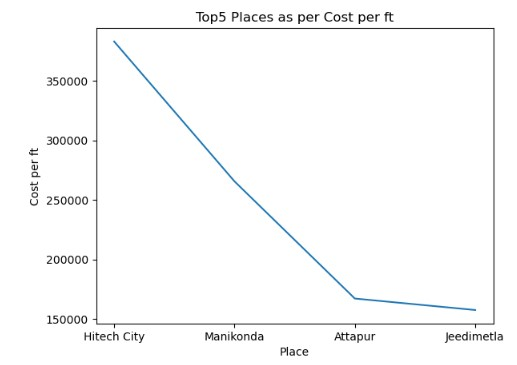 Top5 Places as per Cost per ft
Cost per ft
350000
300000
250000
200000
150000
Hitech City Manikonda Attapur Jeedimetla
Place